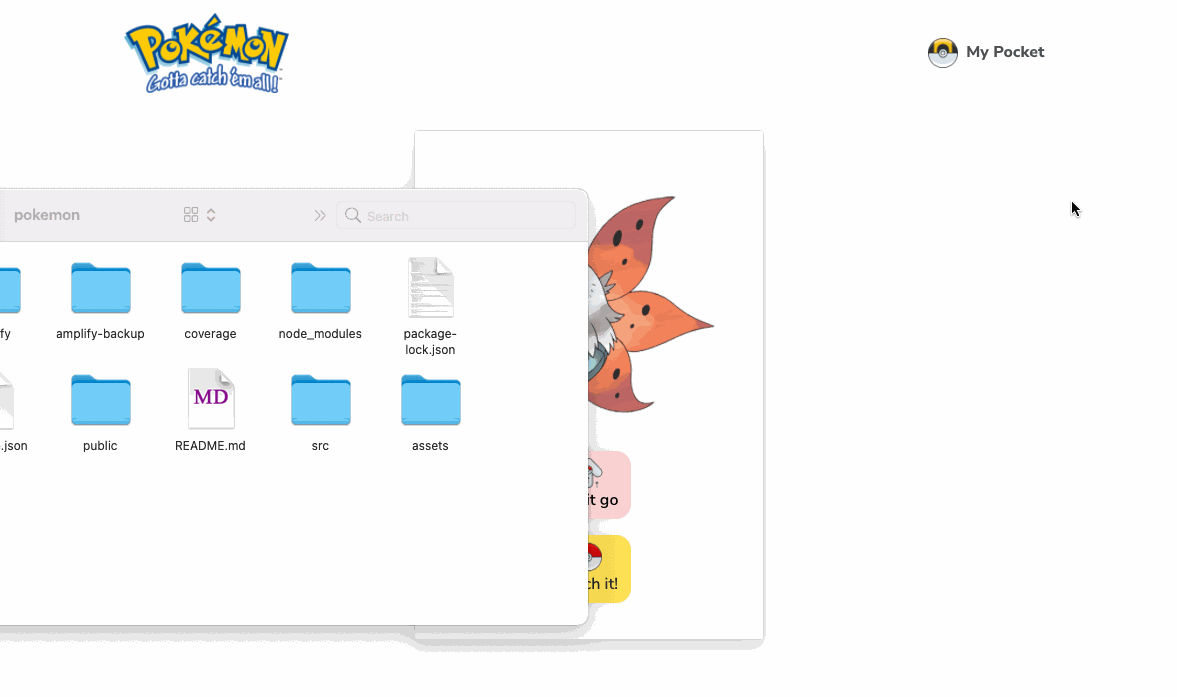 POKéMON
Gotta catch 'em all!
My Pocket
pokemon
Search
fy
amplify-backup
coverage
node_modules
package-
lock.json
MD
.json
public
README.md
src
assets
it go
th it!